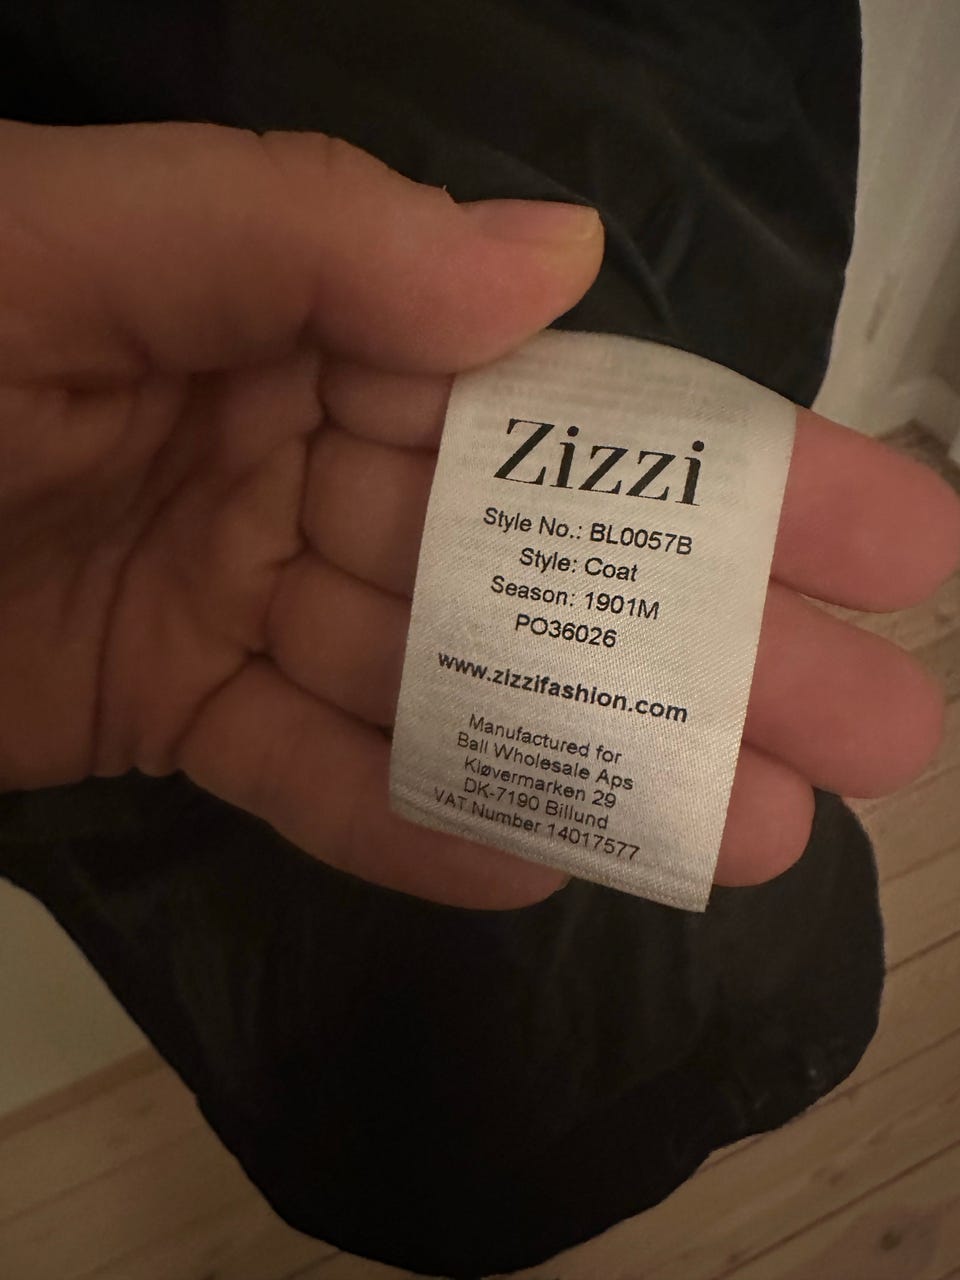 Zizzi
Style No.: BL0057B
Style: Coat
Season: 1901M
PO36026
www.zizzifashion.com
Manufactured for
Ball Wholesale Aps
Kløvermarken 29
DK-7190 Billund
VAT Number 14017577